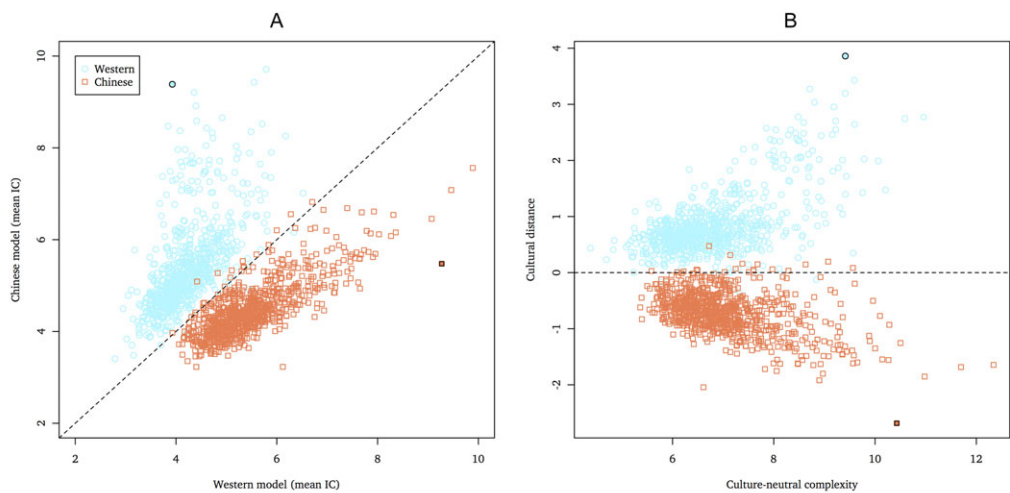 A
B
10
8
6
4
2
Western
Chinese
Chinese model (mean IC)
2
4
6
8
10
Western model (mean IC)
4
3
2
1
0
-1
-2
Cultural distance
6
8
10
12
Culture-neutral complexity